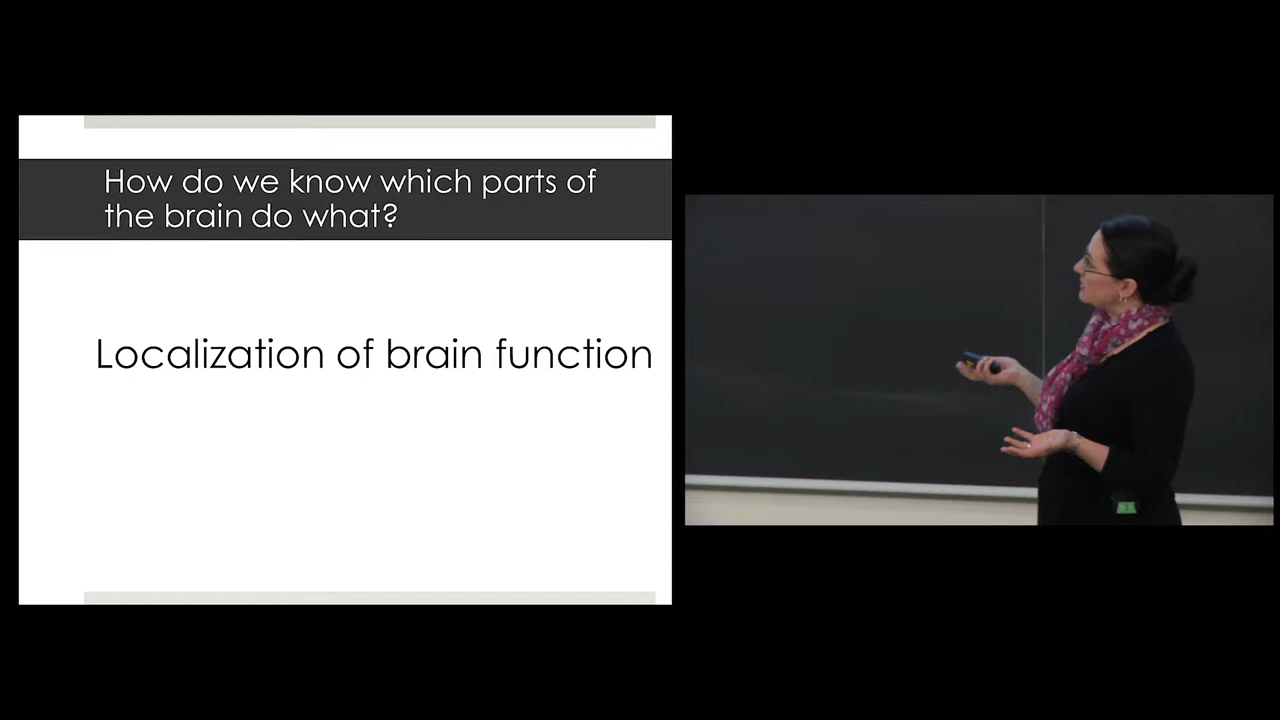 How do we know which parts of
the brain do what?
Localization of brain function